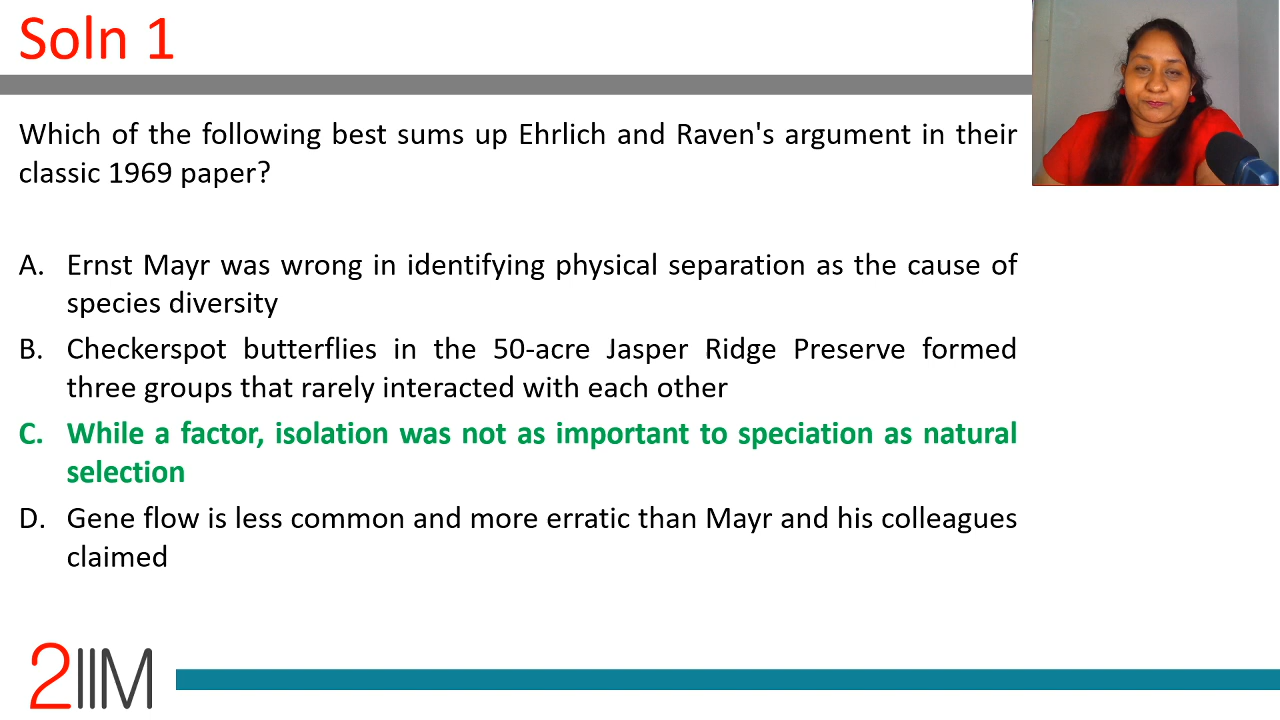 Soln 1
Which of the following best sums up Ehrlich and Raven's argument in their
classic 1969 paper?
A. Ernst Mayr was wrong in identifying physical separation as the cause of
species diversity
B. Checkerspot butterflies in the 50-acre Jasper Ridge Preserve formed
three groups that rarely interacted with each other
C. While a factor, isolation was not as important to speciation as natural
selection
D. Gene flow is less common and more erratic than Mayr and his colleagues
claimed
2IIM